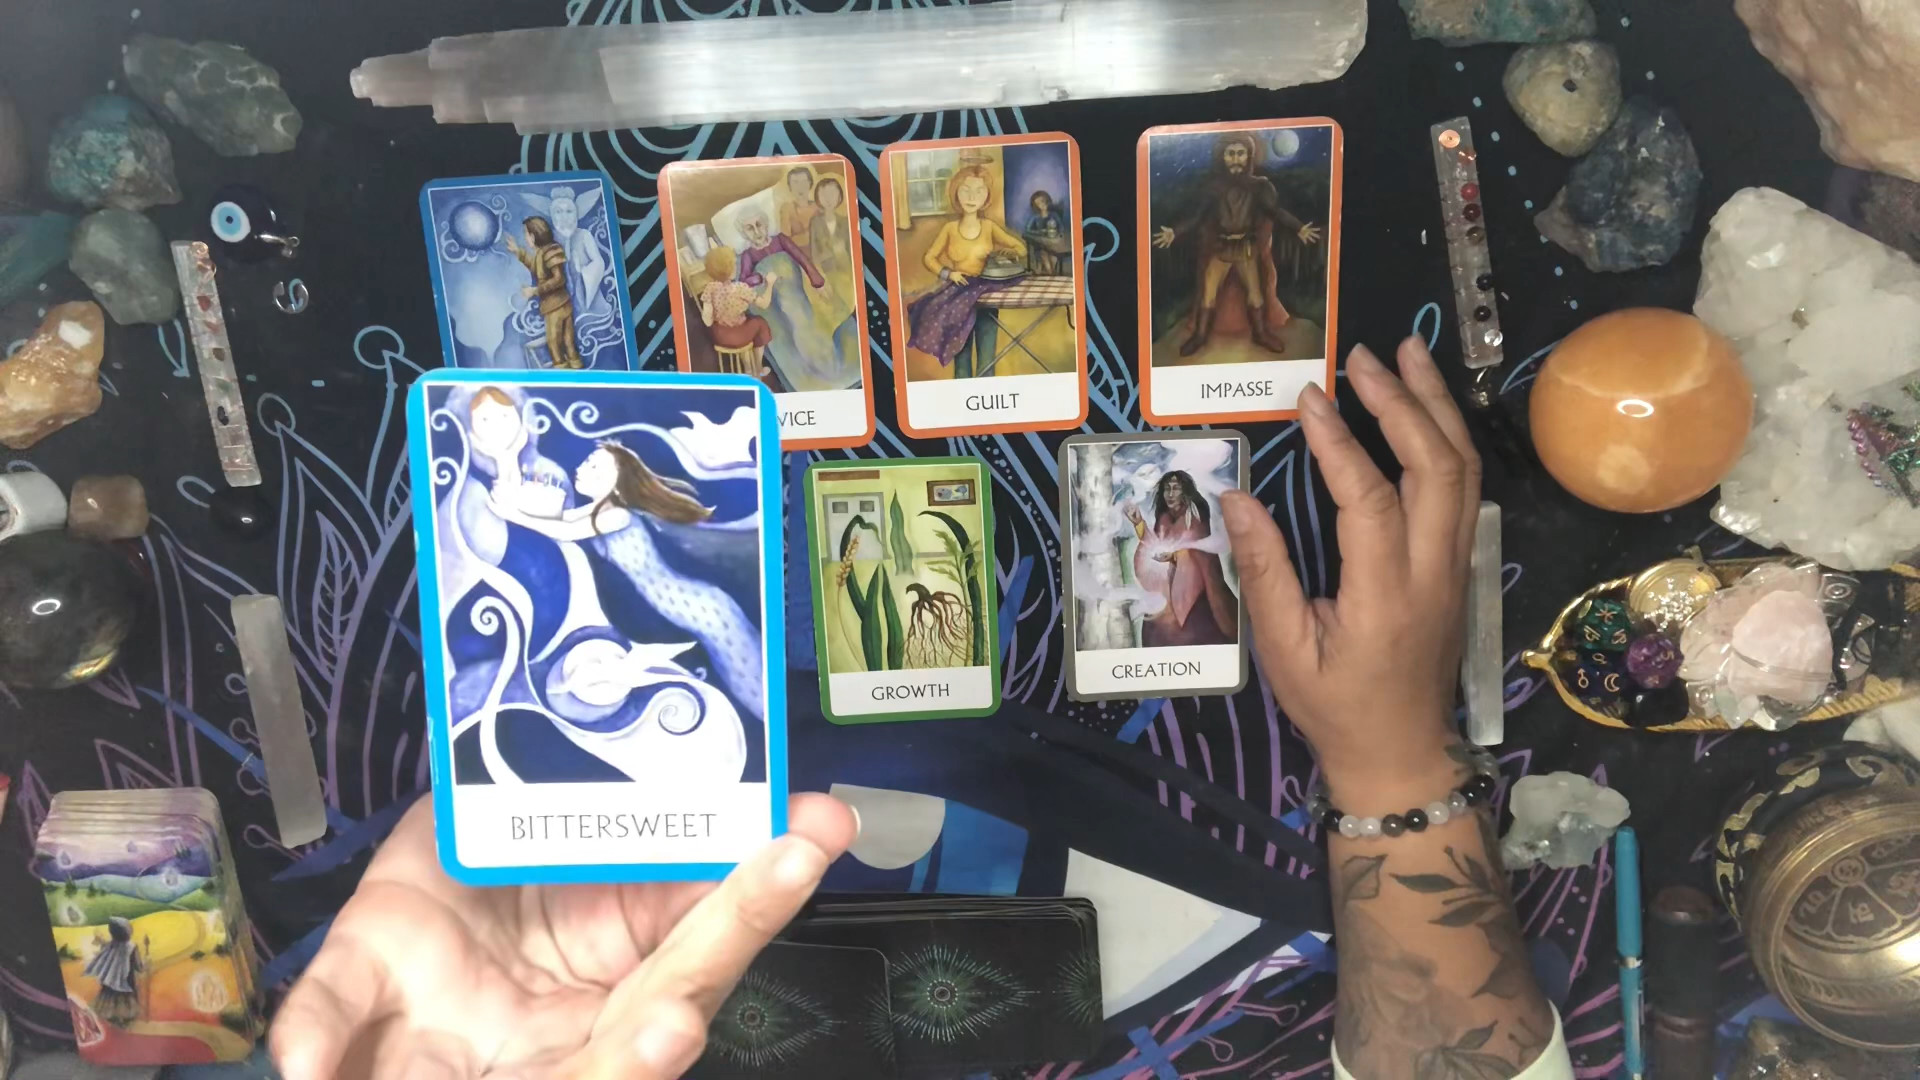 VICE
GUILT
IMPASSE
GROWTH
CREATION
BITTERSWEET